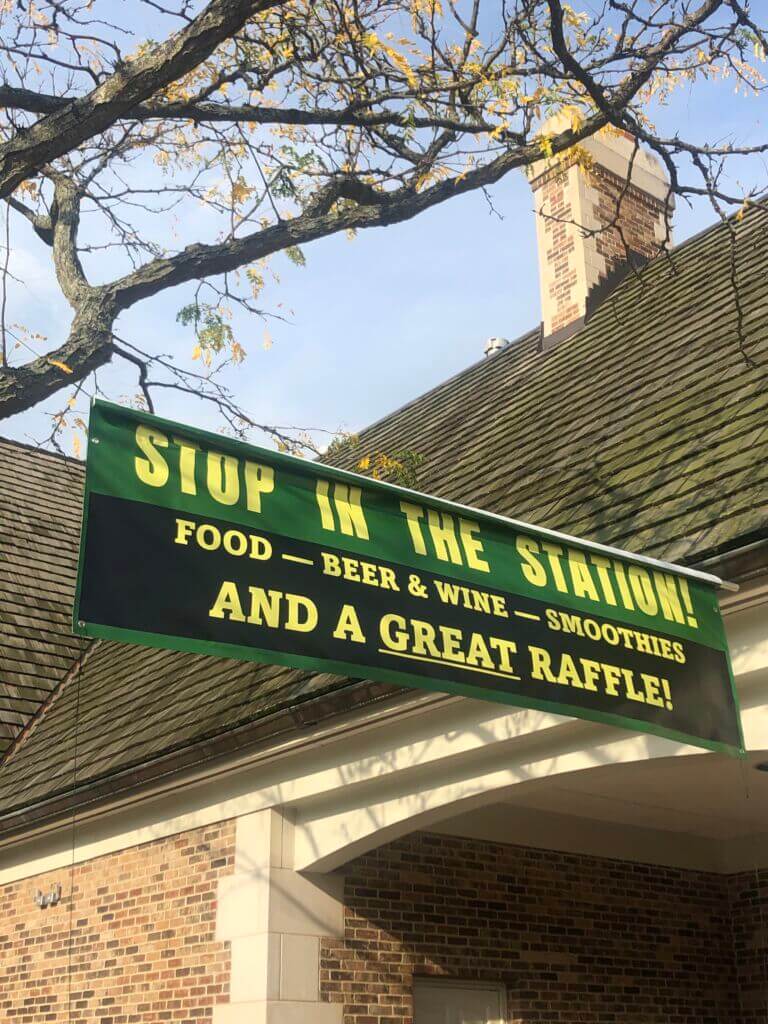 STOP IN THE STATION!
FOOD — BEER & WINE — SMOOTHIES
AND A GREAT RAFFLE!